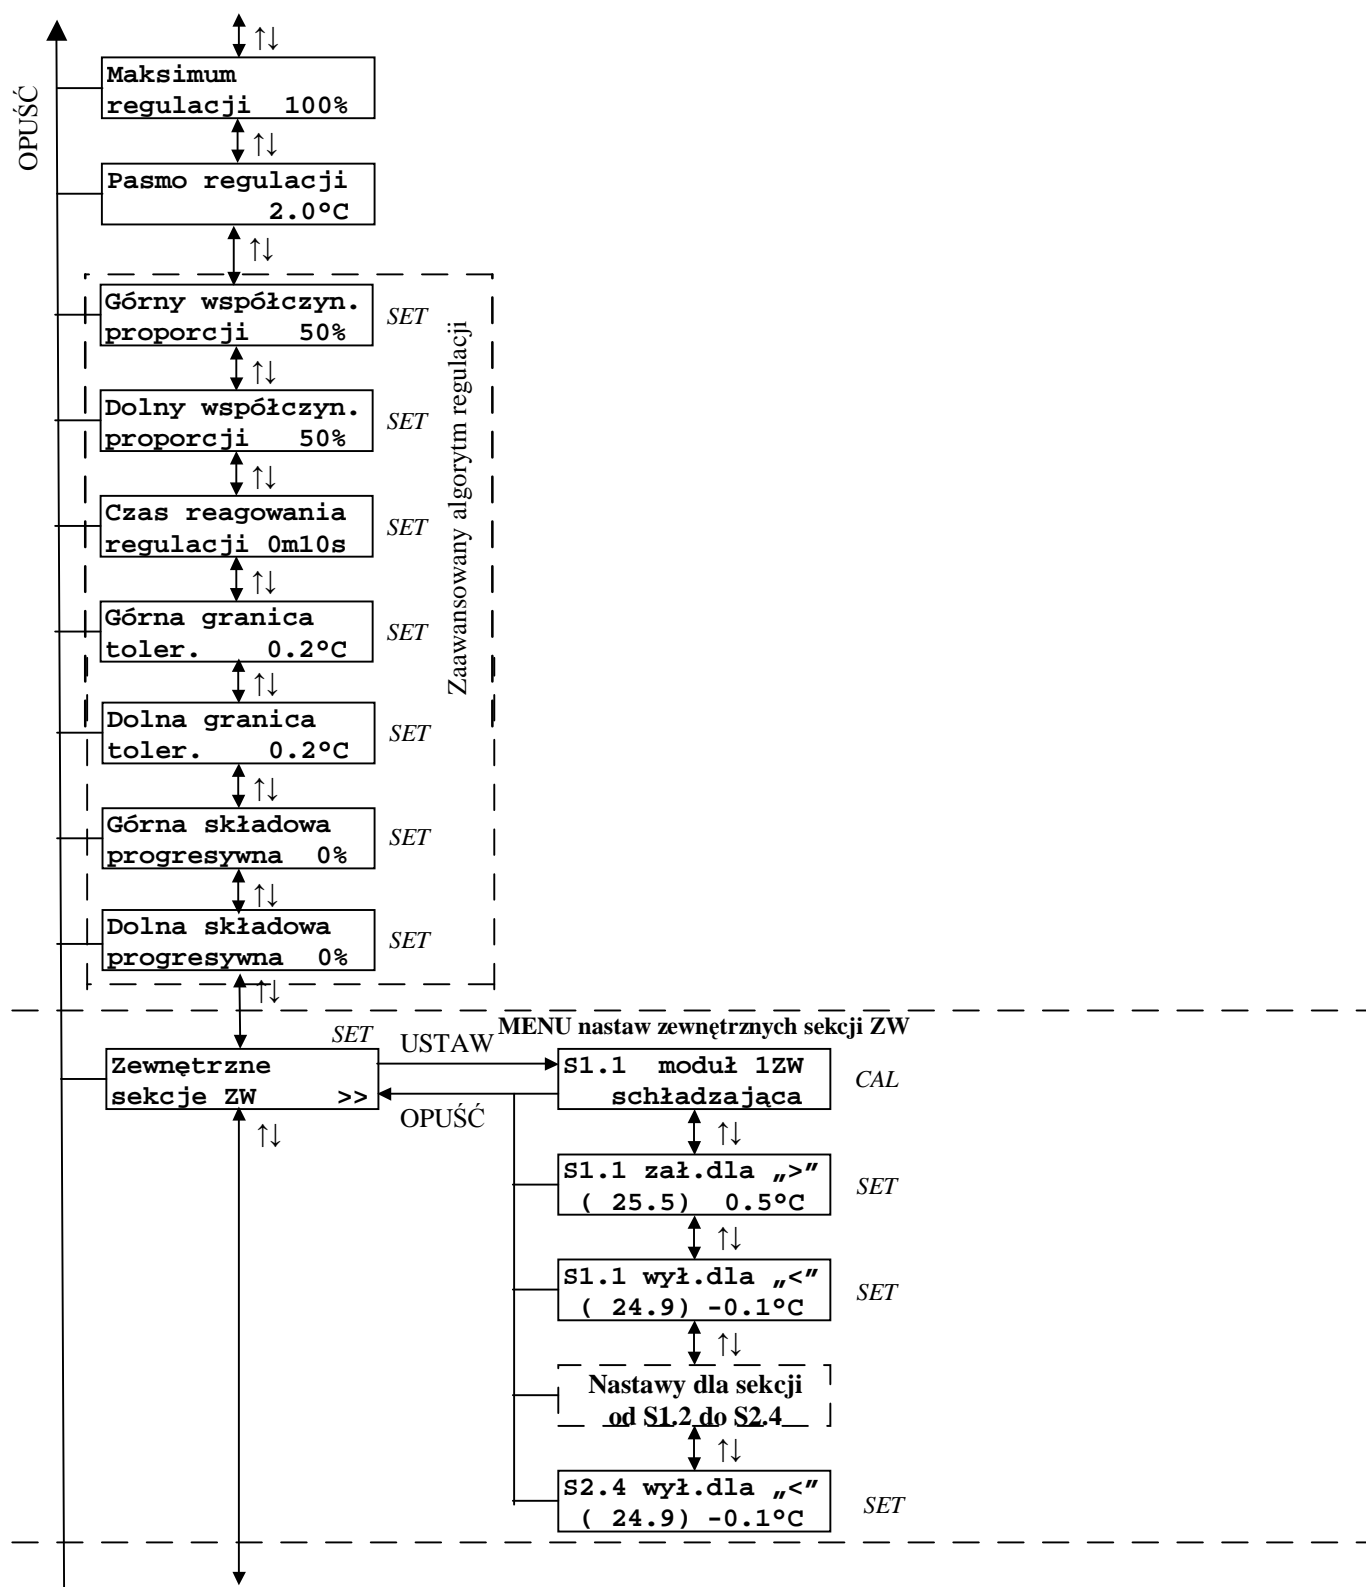 ↑↓
OPUŚĆ
Maksimum
regulacji 100%
↑↓
Pasmo regulacji
2.0°C
↑↓
Zaawansowany algorytm regulacji
Górny współczyn.
proporcji 50%
SET
↑↓
Dolny współczyn.
proporcji 50%
SET
↑↓
Czas reagowania
regulacji 0m10s
SET
↑↓
Górna granica
toler. 0.2°C
SET
↑↓
Dolna granica
toler. 0.2°C
SET
↑↓
Górna składowa
progresywna 0%
SET
↑↓
Dolna składowa
progresywna 0%
SET
↑↓
SET
Zewnętrzne
sekcje ZW >>
↑↓
USTAW
OPUŚĆ
MENU nastaw zewnętrznych sekcji ZW
S1.1 moduł 1ZW
schładzająca
CAL
↑↓
S1.1 zał.dla „>”
( 25.5) 0.5°C
SET
↑↓
S1.1 wył.dla „<”
( 24.9) -0.1°C
SET
↑↓
Nastawy dla sekcji
od S1.2 do S2.4
↑↓
S2.4 wył.dla „<”
( 24.9) -0.1°C
SET